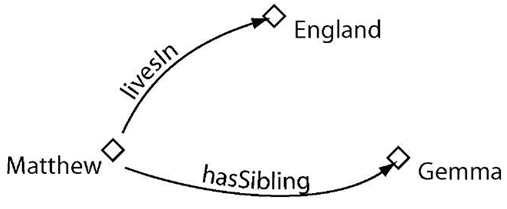 England
livesIn
Matthew
hasSibling
Gemma